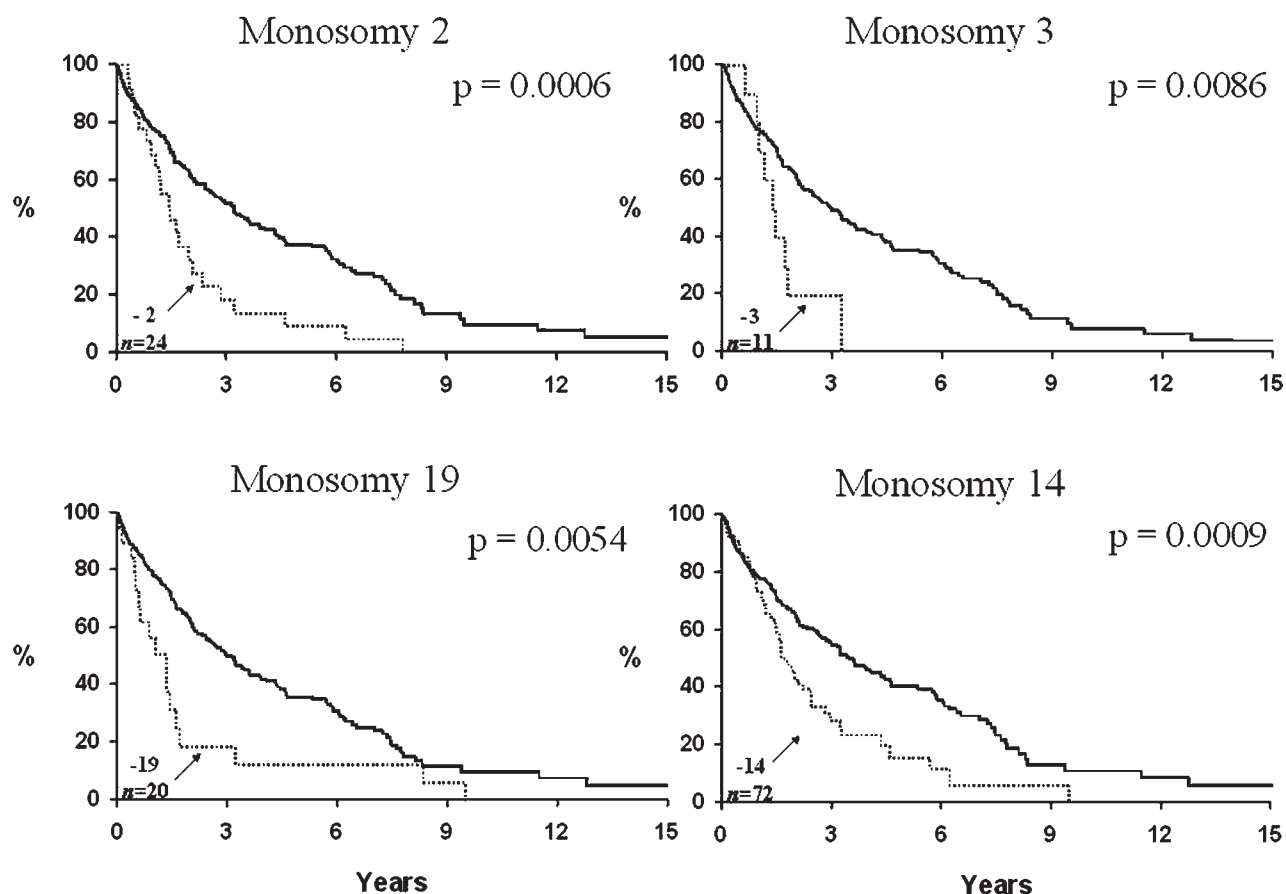 Monosomy 2
p = 0.0006
100
80
60
40
20
0
%
- 2
n=24
0 3 6 9 12 15
Monosomy 3
p = 0.0086
100
80
60
40
20
0
%
-3
n=11
0 3 6 9 12 15
Monosomy 19
p = 0.0054
100
80
60
40
20
0
%
-19
n=20
0 3 6 9 12 15
Years
Monosomy 14
p = 0.0009
100
80
60
40
20
0
%
-14
n=72
0 3 6 9 12 15
Years